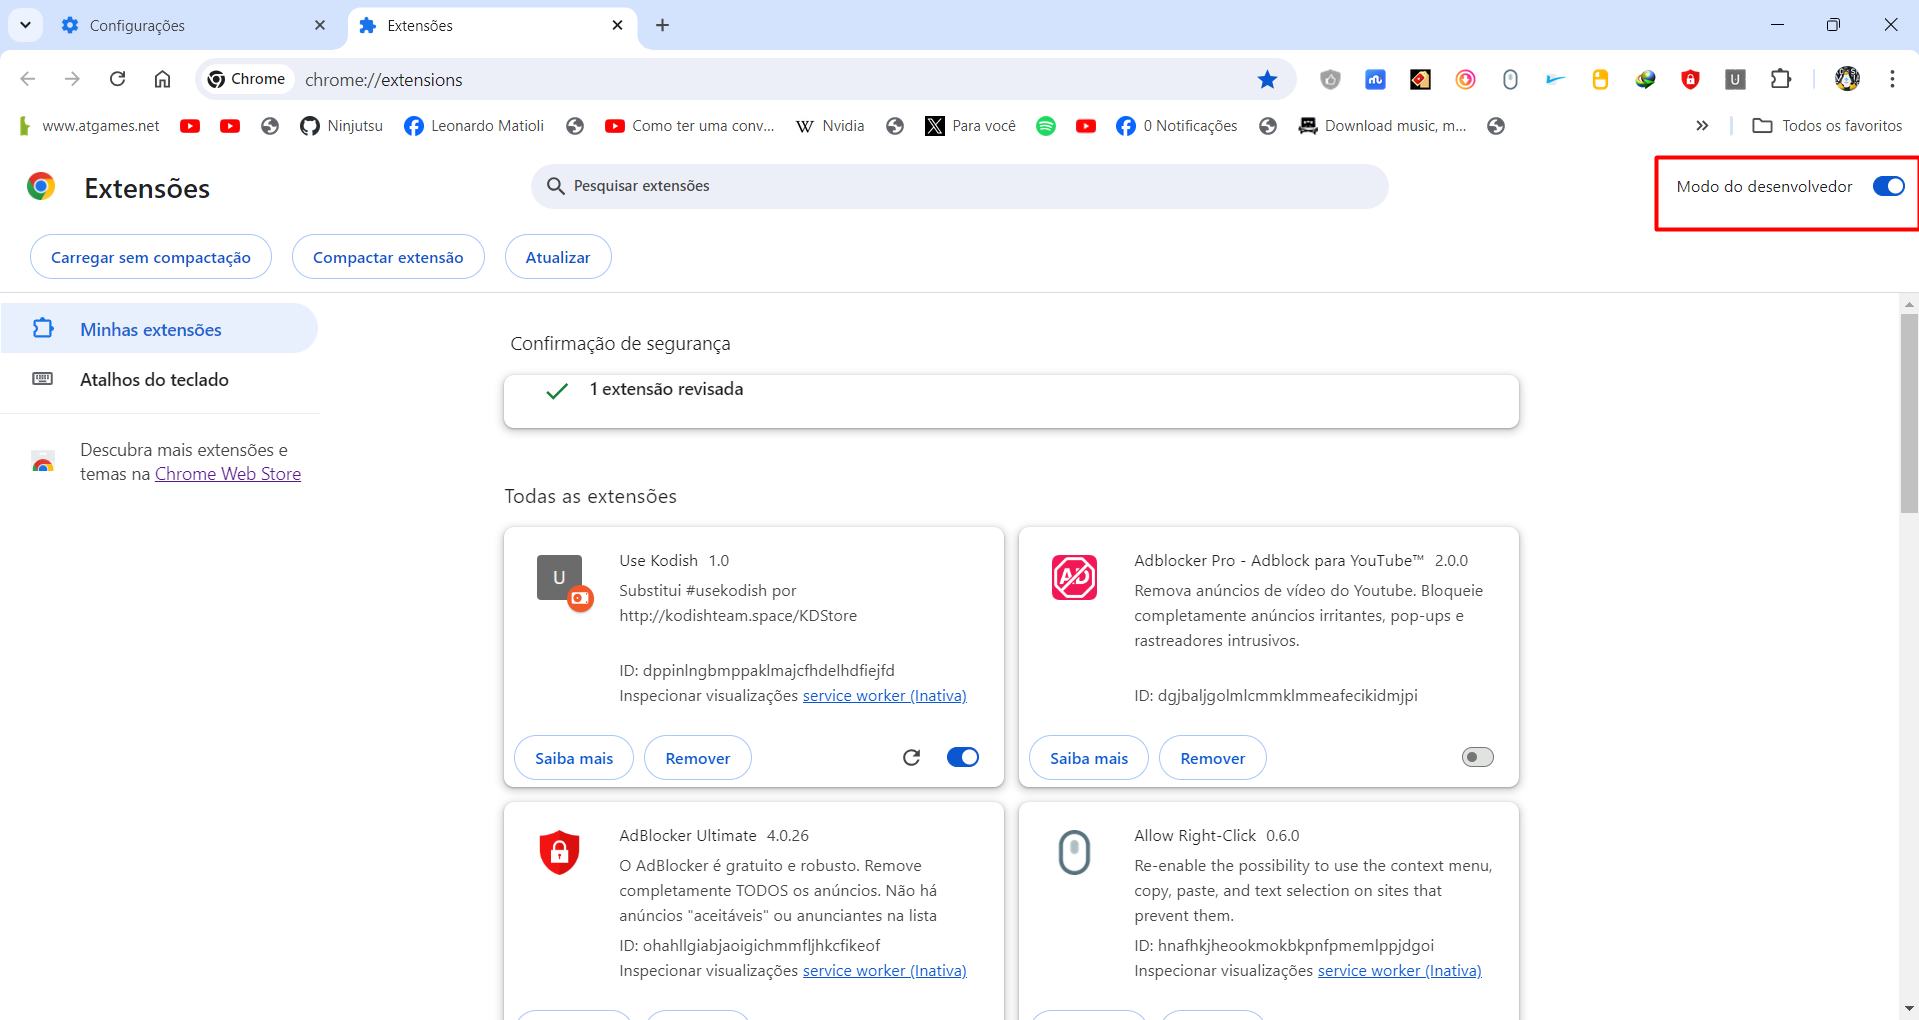 Configurações
Extensões
Chrome
chrome://extensions
www.atgames.net
Ninjutsu
Leonardo Matioli
Como ter uma conv...
Nvidia
Para você
0 Notificações
Download music, m...
Todos os favoritos
Extensões
Pesquisar extensões
Modo do desenvolvedor
Carregar sem compactação
Compactar extensão
Atualizar
Minhas extensões
Atalhos do teclado
Descubra mais extensões e
temas na Chrome Web Store
Confirmação de segurança
1 extensão revisada
Todas as extensões
U
Use Kodish 1.0
Substitui #usekodish por
http://kodishteam.space/KDStore
ID: dppinlngbmppaklmajcfhdelhdfiejfd
Inspecionar visualizações service worker (Inativa)
Saiba mais
Remover
AD
Adblocker Pro - Adblock para YouTube™ 2.0.0
Remova anúncios de vídeo do Youtube. Bloqueie
completamente anúncios irritantes, pop-ups e
rastreadores intrusivos.
ID: dgjbaljgolmlcmmklmmeafecikidmjpi
Saiba mais
Remover
AdBlocker Ultimate 4.0.26
O AdBlocker é gratuito e robusto. Remove
completamente TODOS os anúncios. Não há
anúncios "aceitáveis" ou anunciantes na lista
ID: ohahllgiabjaoigichmmfljhkcfikeof
Inspecionar visualizações service worker (Inativa)
Allow Right-Click 0.6.0
Re-enable the possibility to use the context menu,
copy, paste, and text selection on sites that
prevent them.
ID: hnafhkjheookmokbkpnfpmemlppjdgoi
Inspecionar visualizações service worker (Inativa)